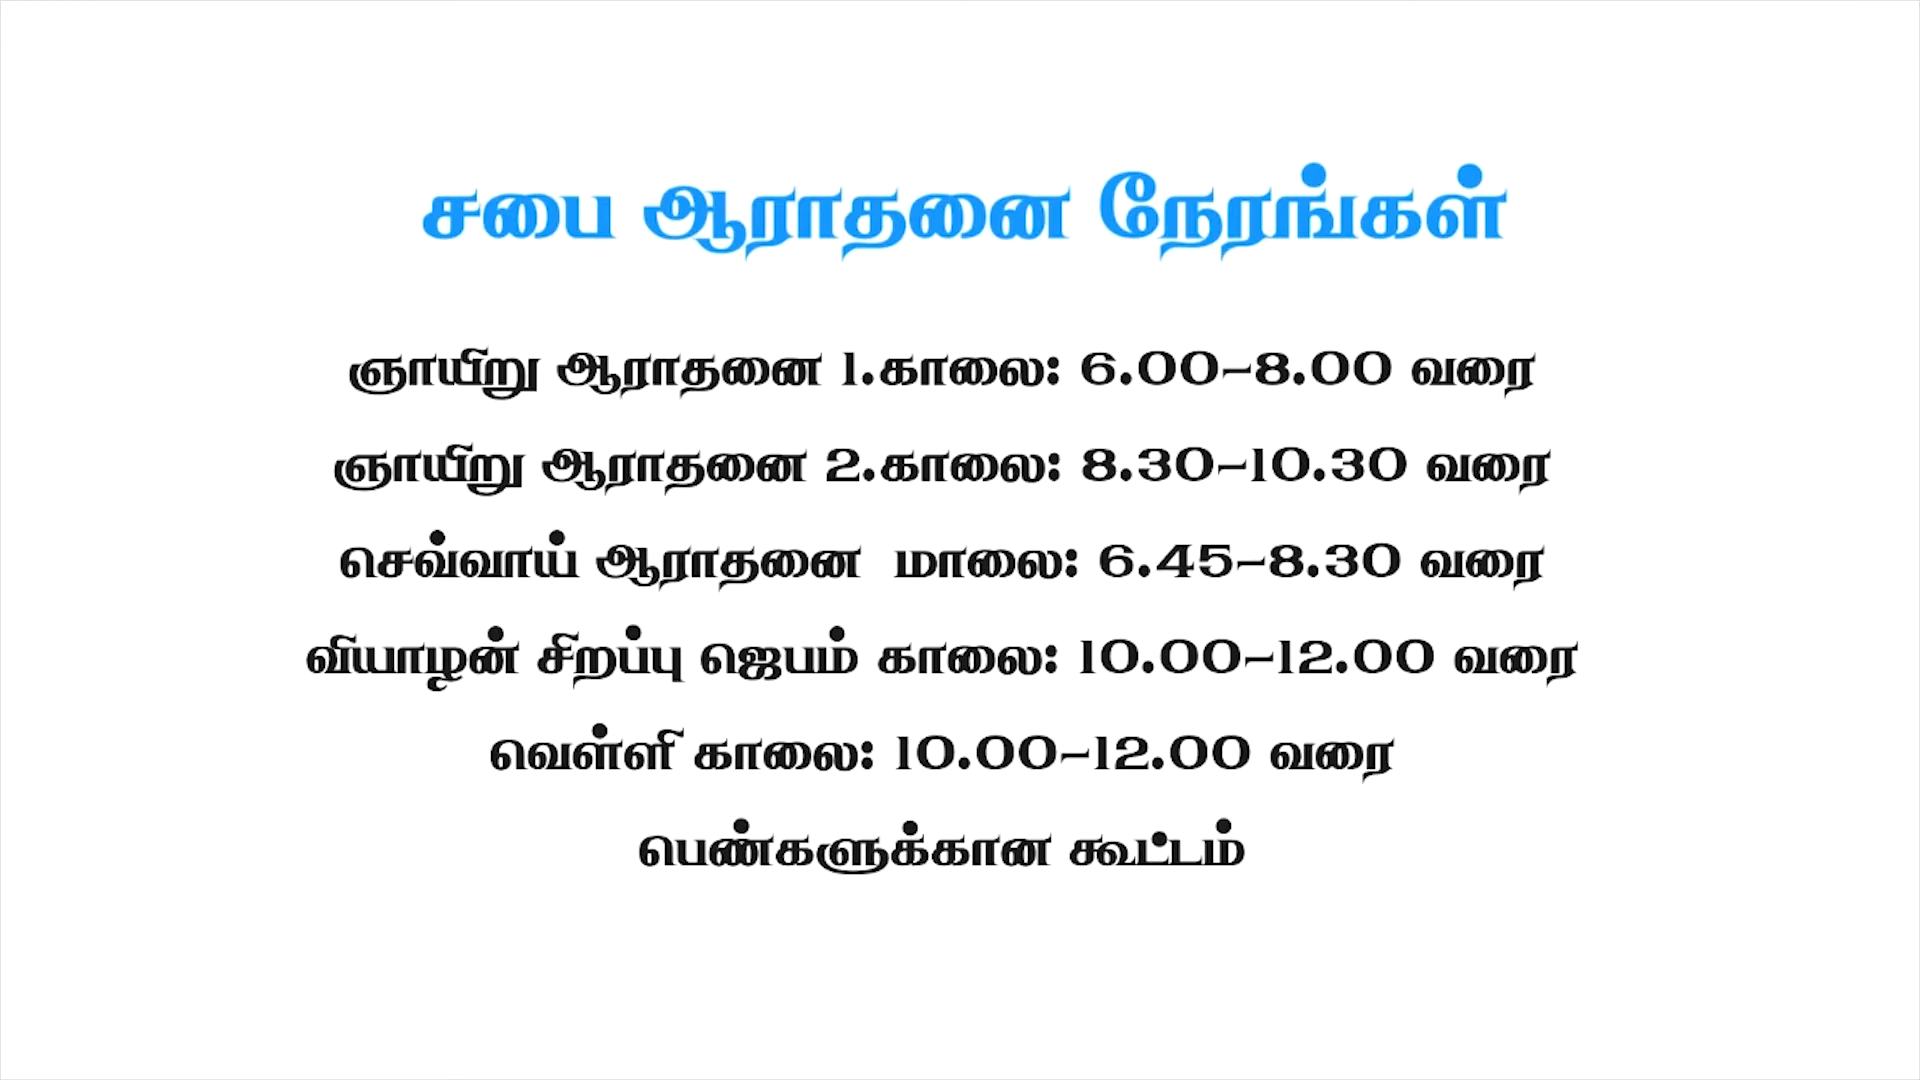 சபை ஆராதனை நேரங்கள்
ஞாயிறு ஆராதனை 1.காலை: 6.00-8.00 வரை
ஞாயிறு ஆராதனை 2.காலை: 8.30-10.30 வரை
செவ்வாய் ஆராதனை மாலை: 6.45-8.30 வரை
வியாழன் சிறப்பு ஜெபம் காலை: 10.00-12.00 வரை
வெள்ளி காலை: 10.00-12.00 வரை
பெண்களுக்கான கூட்டம்